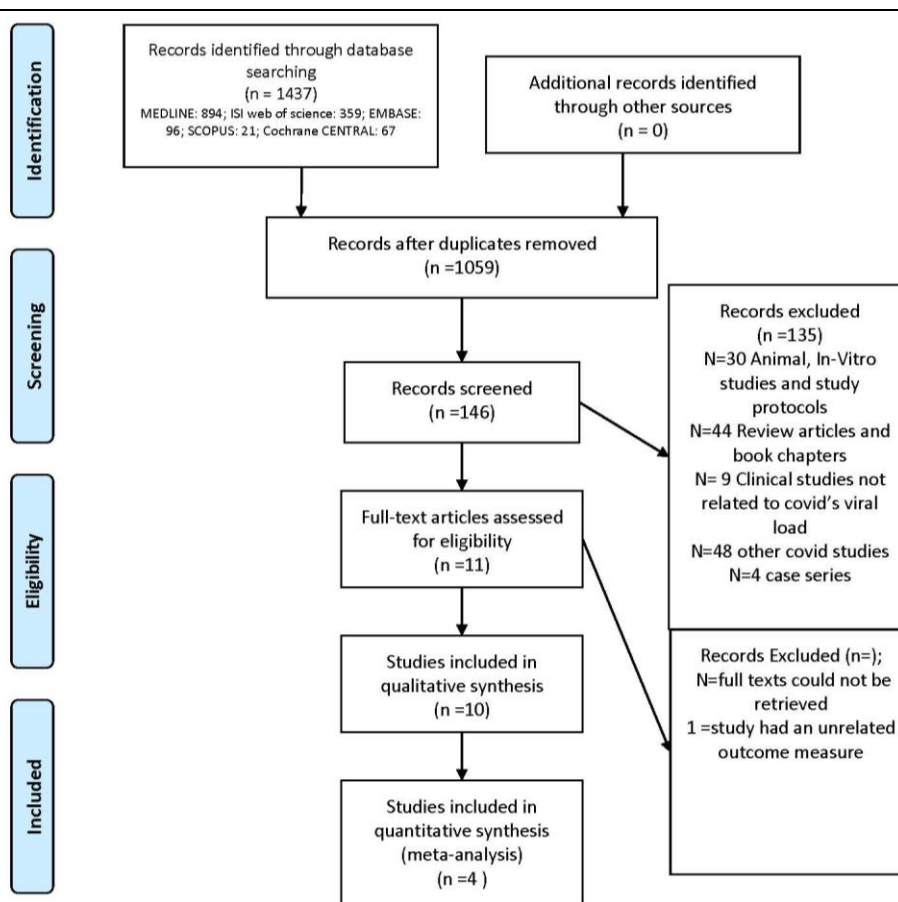 Identification
Records identified through database
searching
(n = 1437)
MEDLINE: 894; ISI web of science: 359; EMBASE:
96; SCOPUS: 21; Cochrane CENTRAL: 67
Additional records identified
through other sources
(n = 0)
Records after duplicates removed
(n =1059)
Screening
Records screened
(n =146)
Records excluded
(n =135)
N=30 Animal, In-Vitro
studies and study
protocols
N=44 Review articles and
book chapters
N= 9 Clinical studies not
related to covid's viral
load
N=48 other covid studies
N=4 case series
Eligibility
Full-text articles assessed
for eligibility
(n =11)
Records Excluded (n=);
N=full texts could not be
retrieved
1 =study had an unrelated
outcome measure
Studies included in
qualitative synthesis
(n =10)
Included
Studies included in
quantitative synthesis
(meta-analysis)
(n =4 )